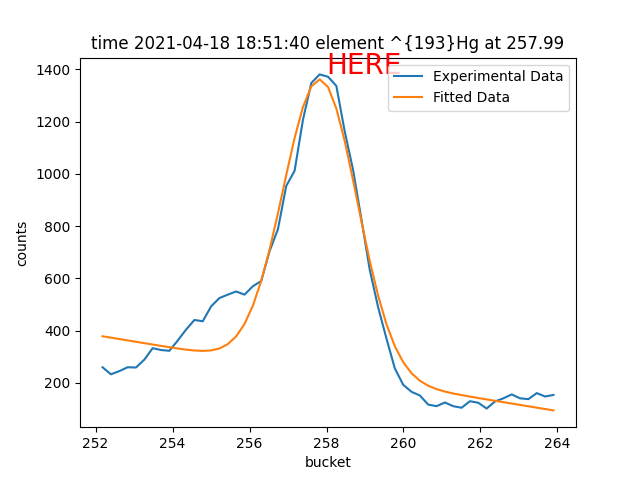 time 2021-04-18 18:51:40 element ^{193}Hg at 257.99
HERE
Experimental Data
Fitted Data
counts
1400
1200
1000
800
600
400
200
252 254 256 258 260 262 264
bucket